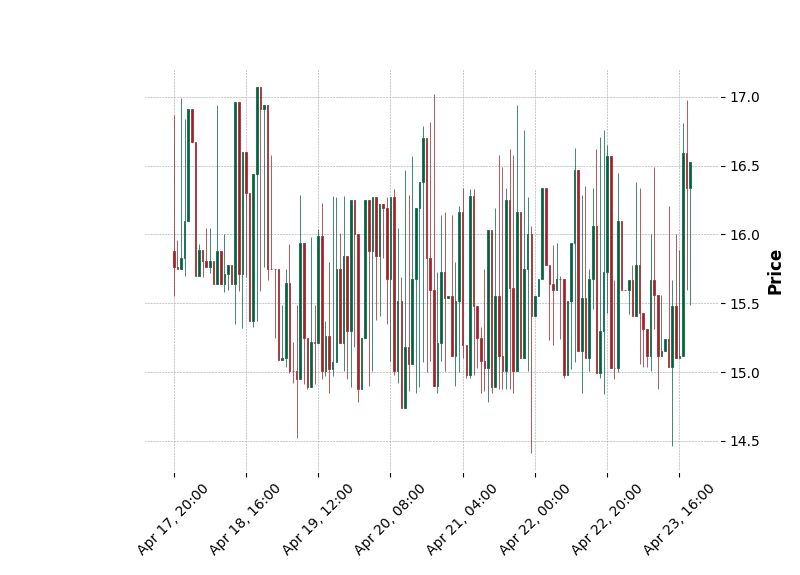 17.0
16.5
16.0
15.5
15.0
14.5
Price
Apr 17, 20:00
Apr 18, 16:00
Apr 19, 12:00
Apr 20, 08:00
Apr 21, 04:00
Apr 22, 00:00
Apr 22, 20:00
Apr 23, 16:00